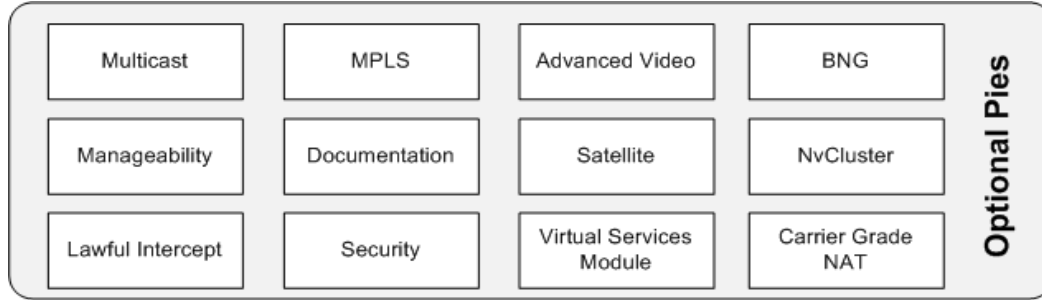 Multicast
MPLS
Advanced Video
BNG
Manageability
Documentation
Satellite
NvCluster
Lawful Intercept
Security
Virtual Services
Module
Carrier Grade
NAT
Optional Pies